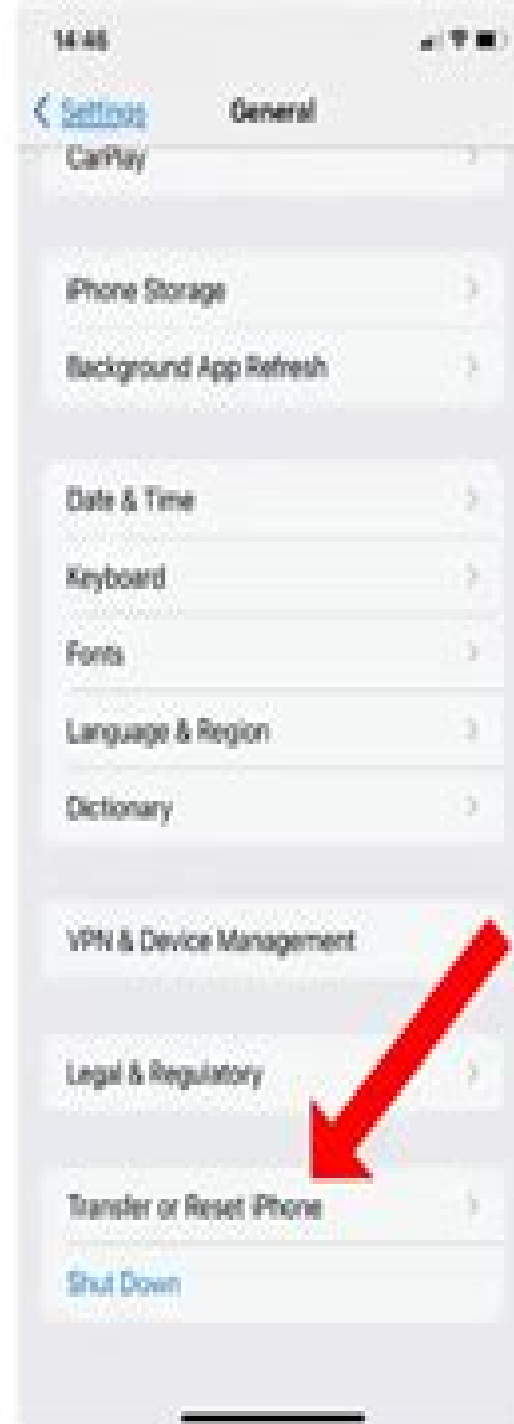 14:46
Settings
General
CarPlay
iPhone Storage
Background App Refresh
Date & Time
Keyboard
Fonts
Language & Region
Dictionary
VPN & Device Management
Legal & Regulatory
Transfer or Reset iPhone
Shut Down